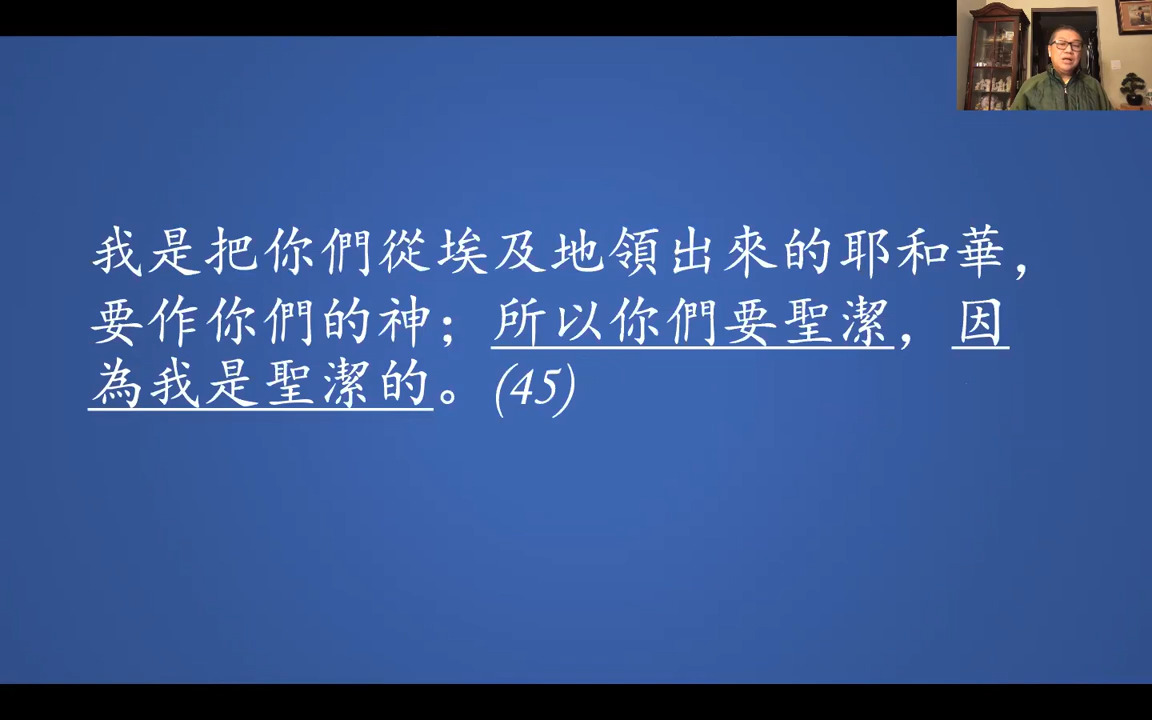 我是把你們從埃及地領出來的耶和華，
要作你們的神；所以你們要聖潔，因
為我是聖潔的。(45)